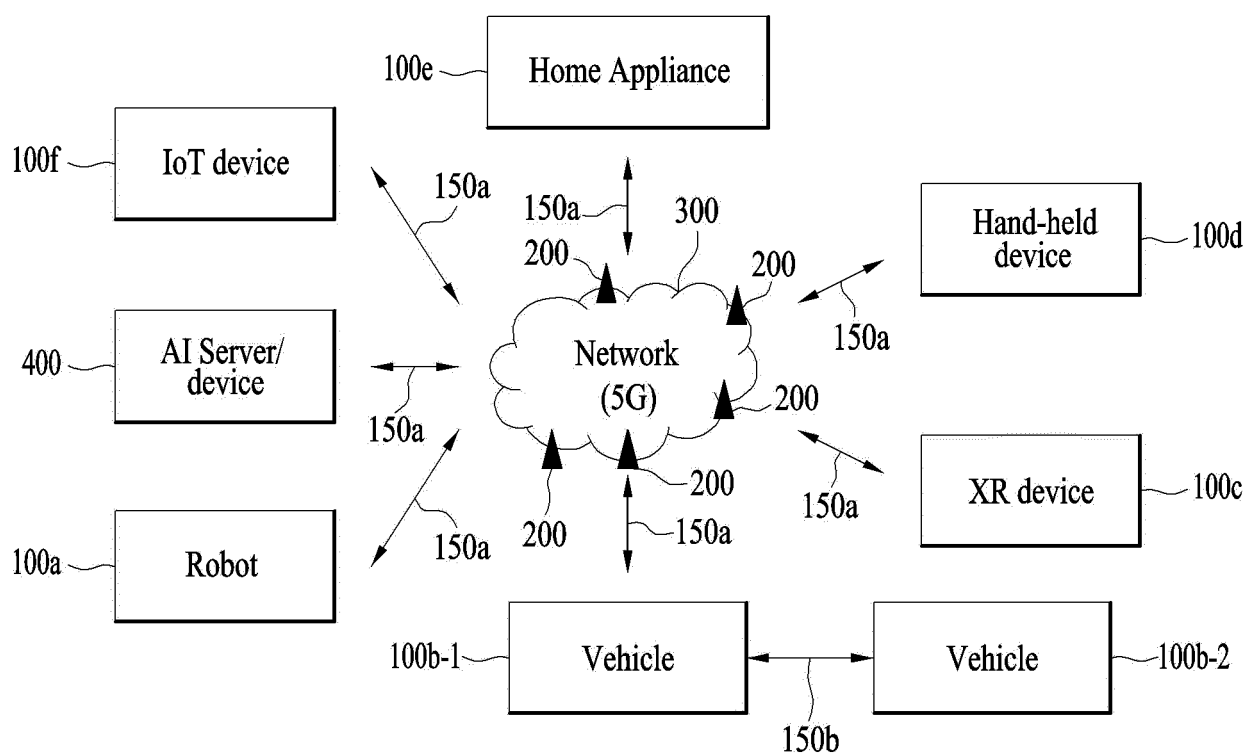 100e
Home Appliance
100f
IoT device
150a
150a
300
200
200
Hand-held
device
100d
150a
400
AI Server/
device
150a
Network
(5G)
200
200
200
150a
XR device
100c
100a
Robot
150a
150a
100b-1
Vehicle
Vehicle
100b-2
150b